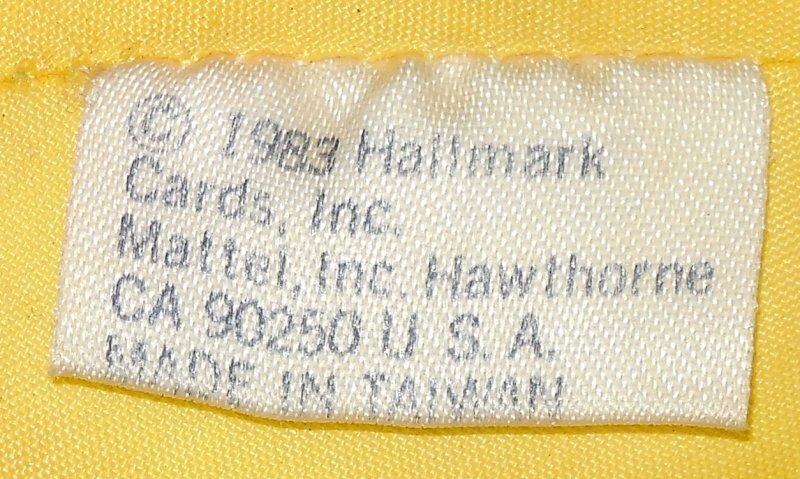 © 1983 Hallmark
Cards, Inc.
Mattel, Inc. Hawthorne
CA 90250 U S. A.
MADE IN TAIWAN